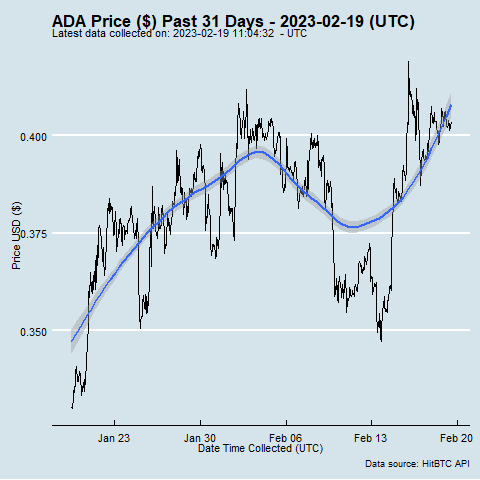 ADA Price ($) Past 31 Days - 2023-02-19 (UTC)
Latest data collected on: 2023-02-19 11:04:32 - UTC
0.400
0.375
0.350
Price USD ($)
Jan 23
Jan 30
Feb 06
Feb 13
Feb 20
Date Time Collected (UTC)
Data source: HitBTC API